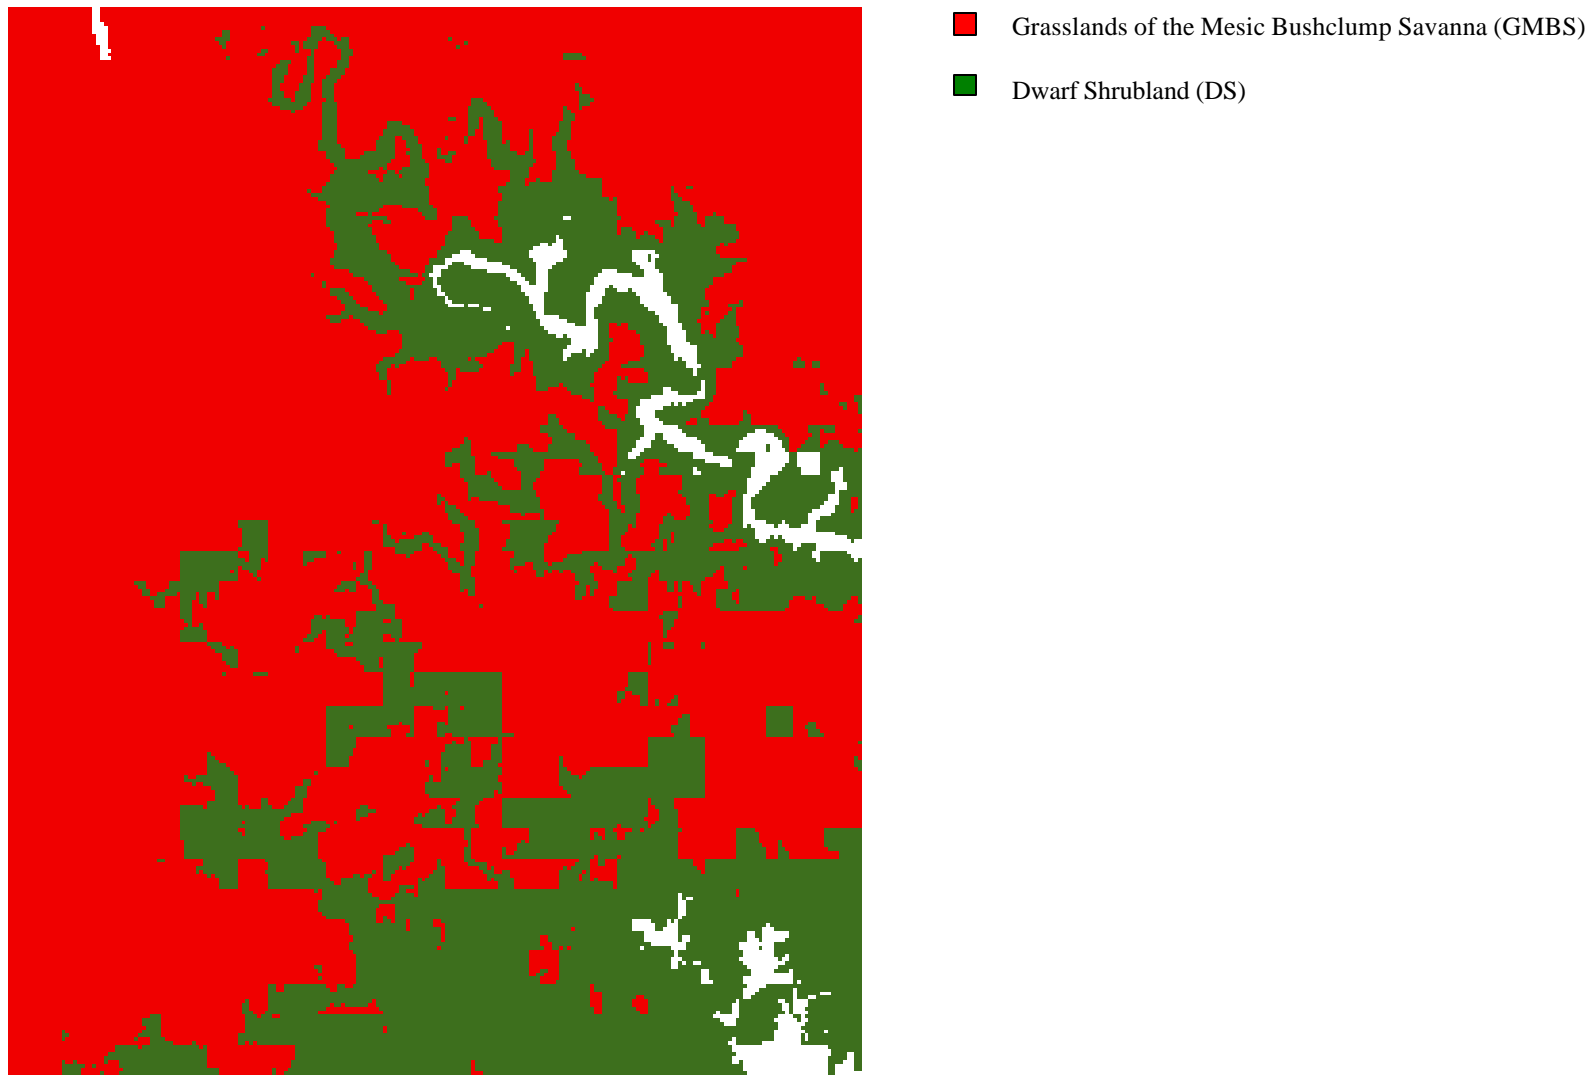 Grasslands of the Mesic Bushclump Savanna (GMBS)
Dwarf Shrubland (DS)